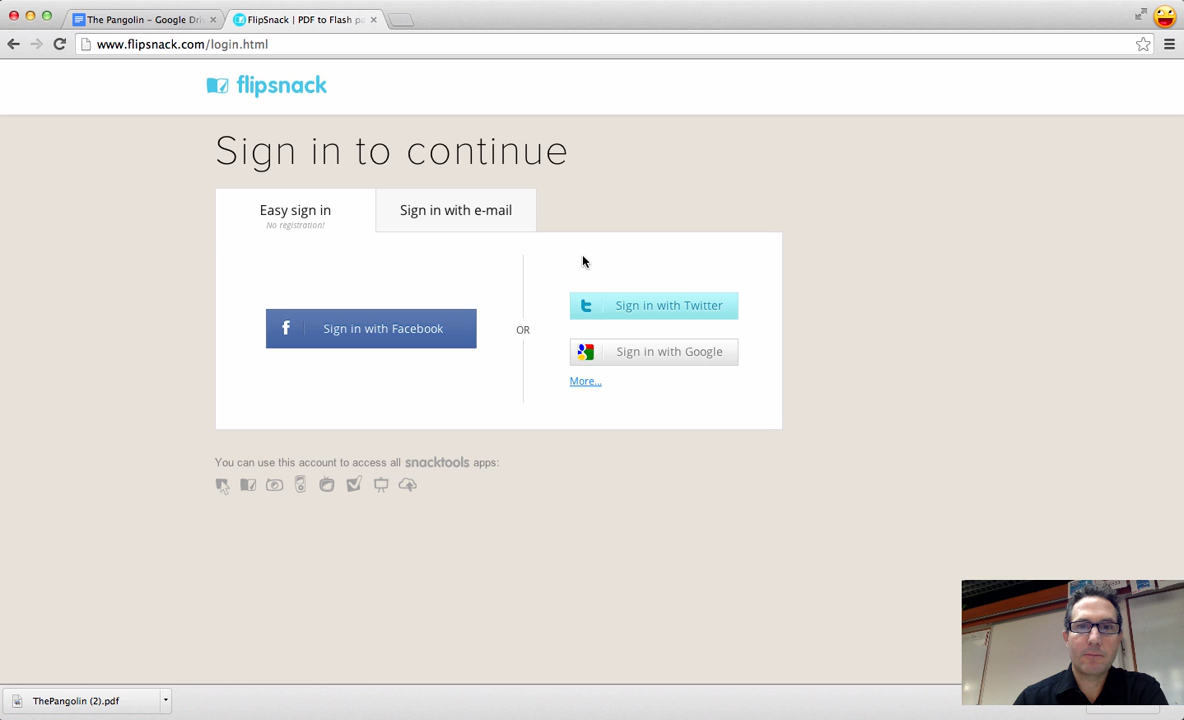 The Pangolin – Google Dri
FlipSnack | PDF to Flash pa
www.flipsnack.com/login.html
flipsnack
Sign in to continue
Easy sign in
No registration!
Sign in with e-mail
f Sign in with Facebook
OR
t Sign in with Twitter
g Sign in with Google
More...
You can use this account to access all snacktools apps:
ThePangolin (2).pdf